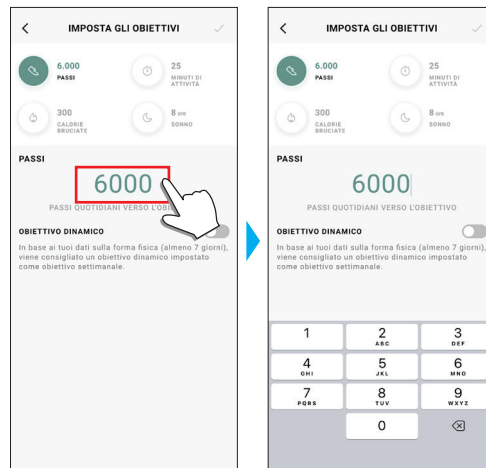 IMPOSTA GLI OBIETTIVI
6.000
PASSI
25
MINUTI DI
ATTIVITÀ
300
CALORIE
BRUCIATE
8 ore
SONNO
PASSI
6000
PASSI QUOTIDIANI VERSO L'OBI
OBIETTIVO DINAMICO
In base ai tuoi dati sulla forma fisica (almeno 7 giorni),
viene consigliato un obiettivo dinamico impostato
come obiettivo settimanale.
IMPOSTA GLI OBIETTIVI
6.000
PASSI
25
MINUTI DI
ATTIVITÀ
300
CALORIE
BRUCIATE
8 ore
SONNO
PASSI
6000
PASSI QUOTIDIANI VERSO L'OBIETTIVO
OBIETTIVO DINAMICO
In base ai tuoi dati sulla forma fisica (almeno 7 giorni),
viene consigliato un obiettivo dinamico impostato
come obiettivo settimanale.
1 2 3
ABC DEF
4 5 6
GHI JKL MNO
7 8 9
PQRS TUV WXYZ
0